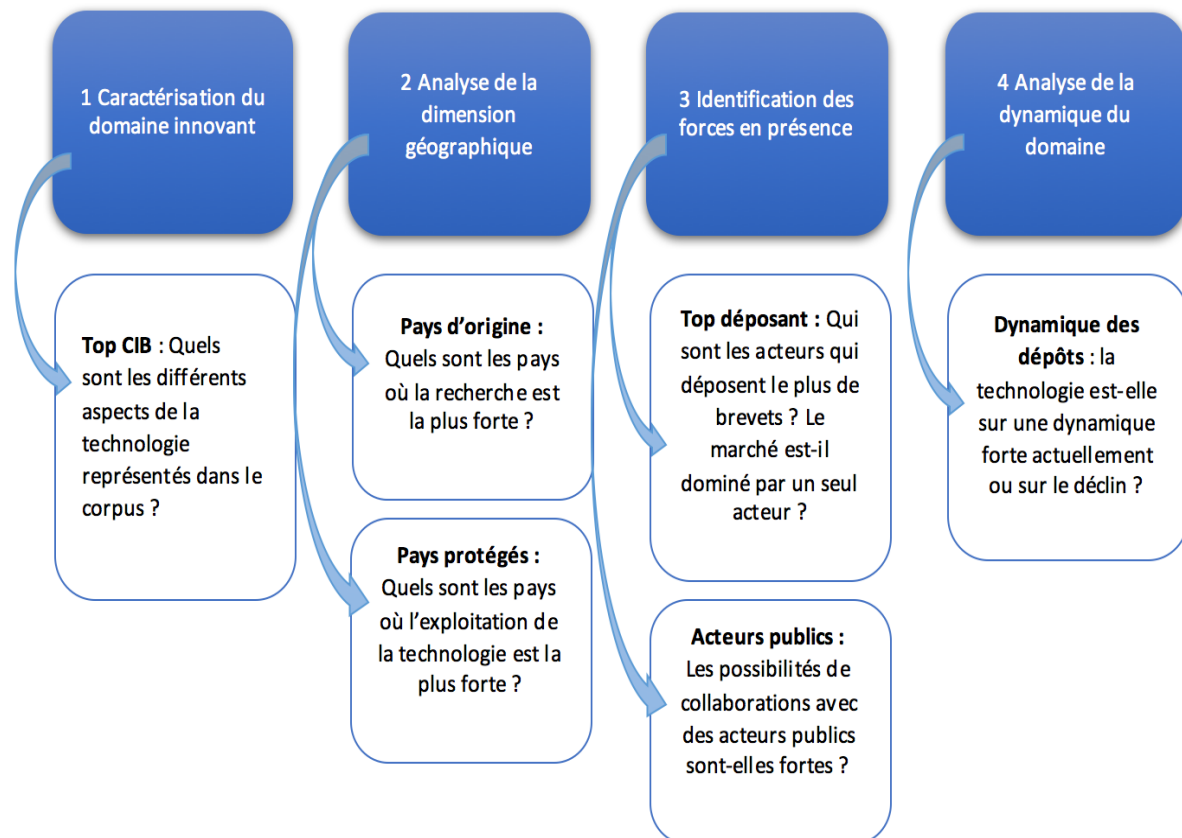 1 Caractérisation du
domaine innovant
2 Analyse de la
dimension
géographique
3 Identification des
forces en présence
4 Analyse de la
dynamique du
domaine
Top CIB : Quels
sont les différents
aspects de la
technologie
représentés dans le
corpus ?
Pays d’origine :
Quels sont les pays
où la recherche est
la plus forte ?
Pays protégés :
Quels sont les pays
où l’exploitation de
la technologie est la
plus forte ?
Top déposant : Qui
sont les acteurs qui
déposent le plus de
brevets ? Le
marché est-il
dominé par un seul
acteur ?
Acteurs publics :
Les possibilités de
collaborations avec
des acteurs publics
sont-elles fortes ?
Dynamique des
dépôts : la
technologie est-elle
sur une dynamique
forte actuellement
ou sur le déclin ?